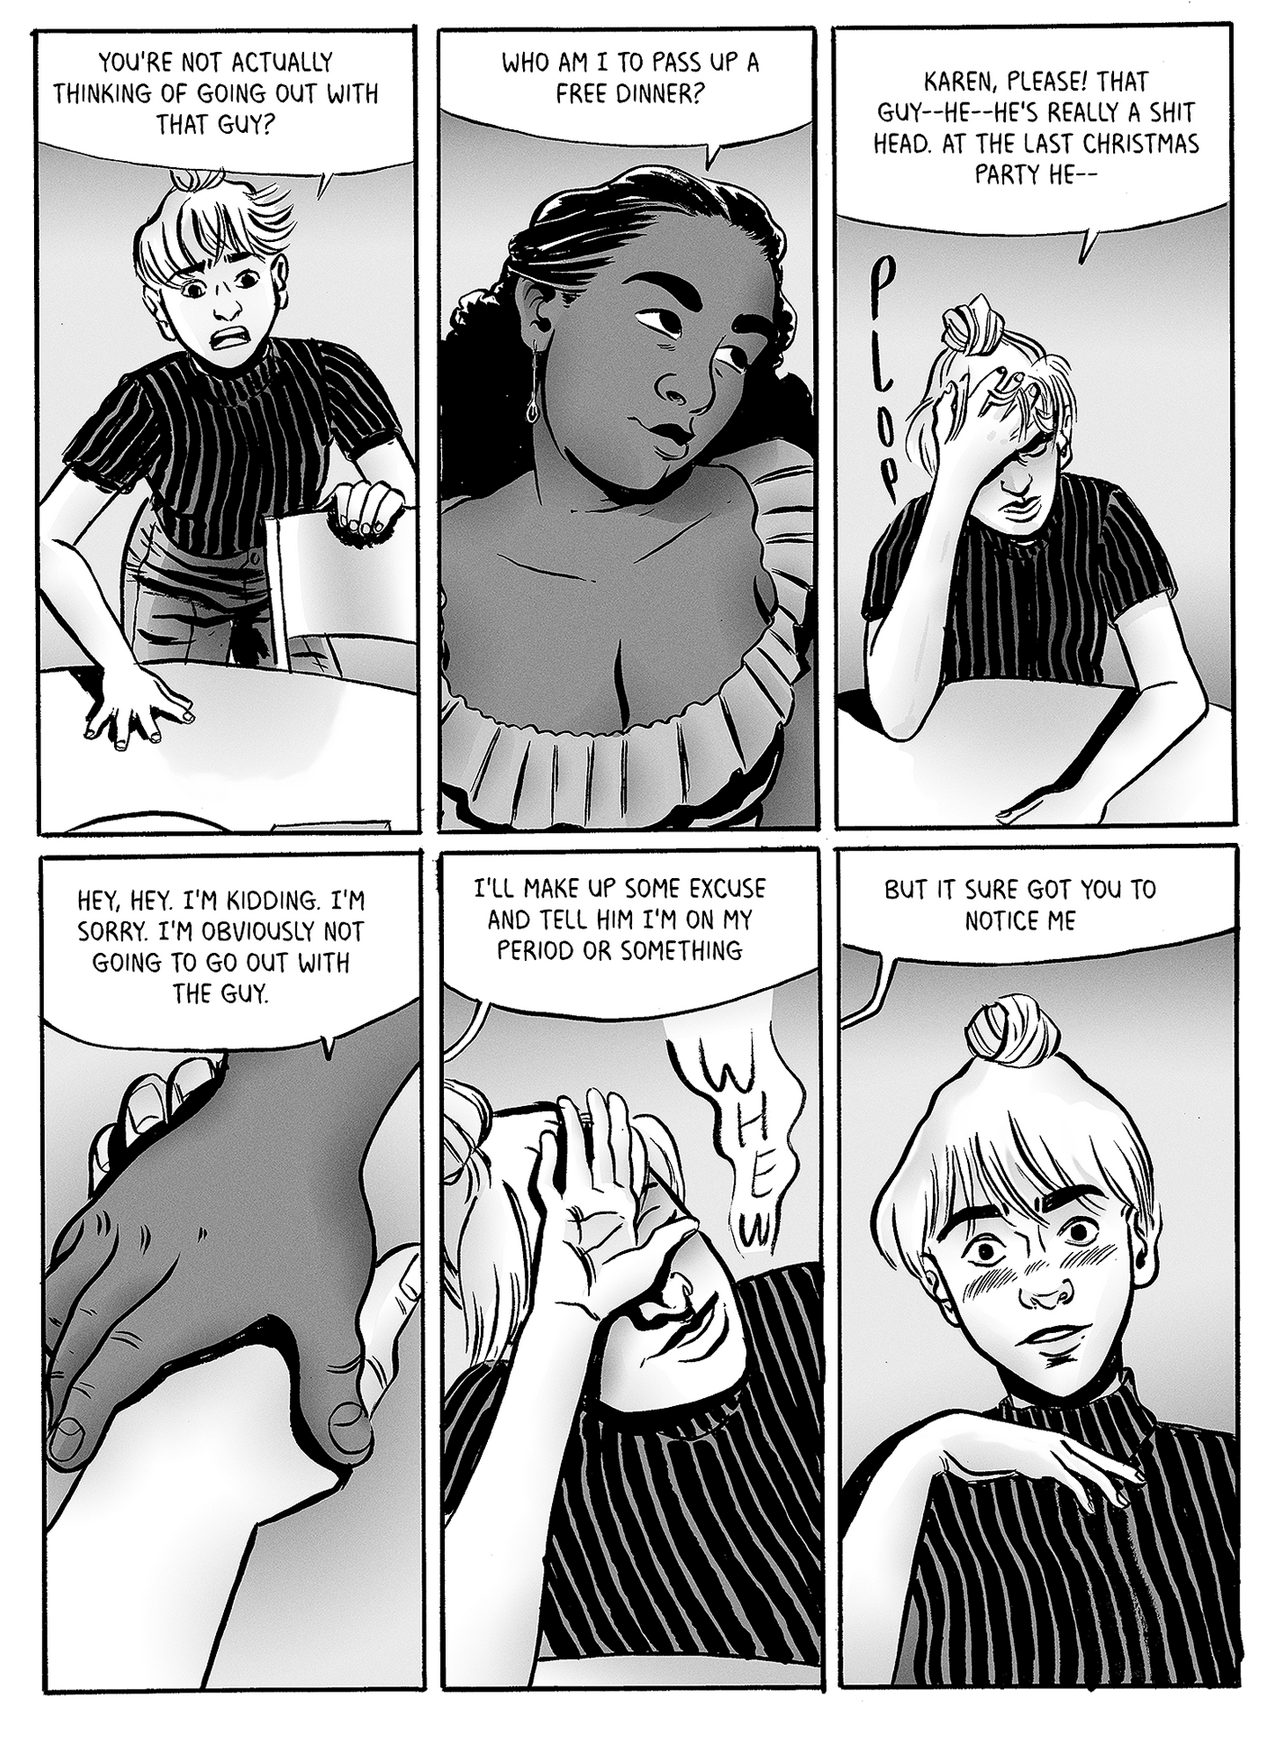 YOU'RE NOT ACTUALLY
THINKING OF GOING OUT WITH
THAT GUY?
WHO AM I TO PASS UP A
FREE DINNER?
KAREN, PLEASE! THAT
GUY--HE--HE'S REALLY A SHIT
HEAD. AT THE LAST CHRISTMAS
PARTY HE--
PLOP
HEY, HEY. I'M KIDDING. I'M
SORRY. I'M OBVIOUSLY NOT
GOING TO GO OUT WITH
THE GUY.
I'LL MAKE UP SOME EXCUSE
AND TELL HIM I'M ON MY
PERIOD OR SOMETHING
WHEW
BUT IT SURE GOT YOU TO
NOTICE ME